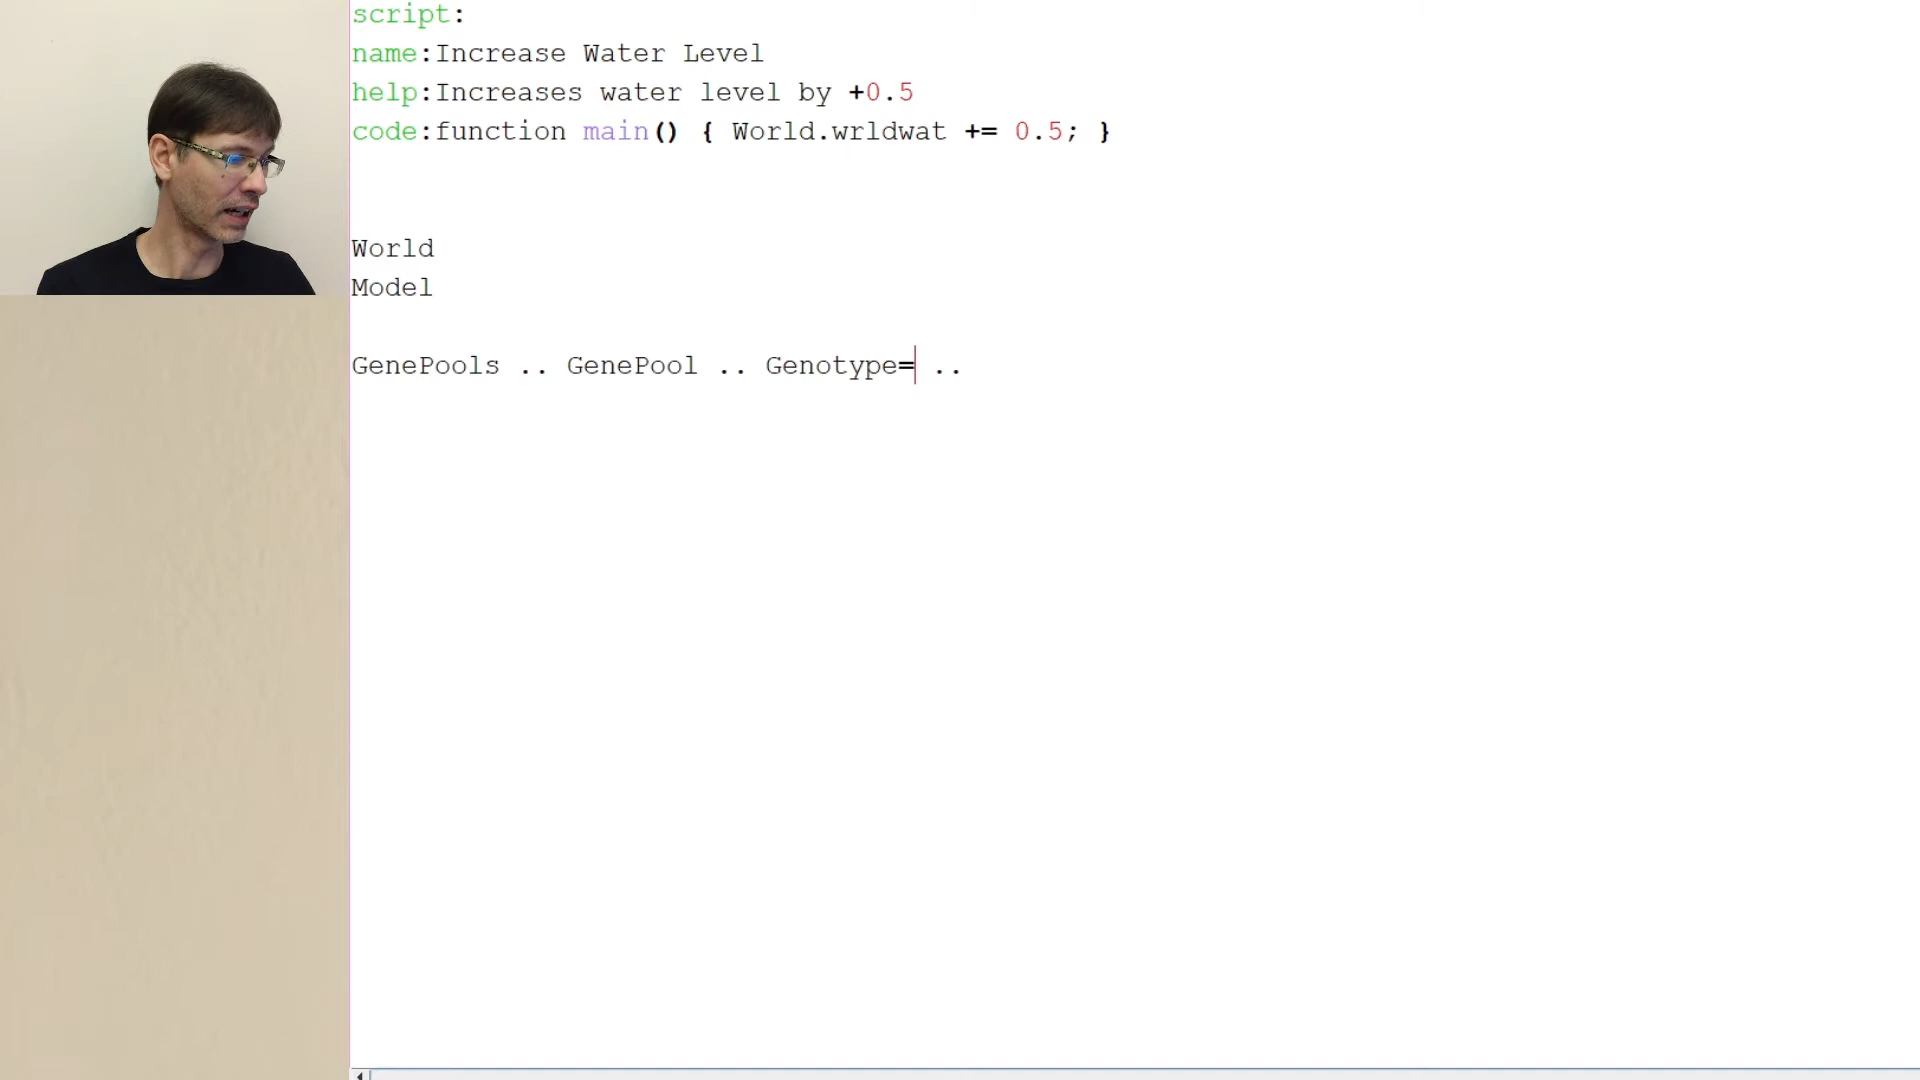 script:
name:Increase Water Level
help:Increases water level by +0.5
code:function main() { World.wrldwat += 0.5; }
World
Model
GenePools .. GenePool .. Genotype= ..